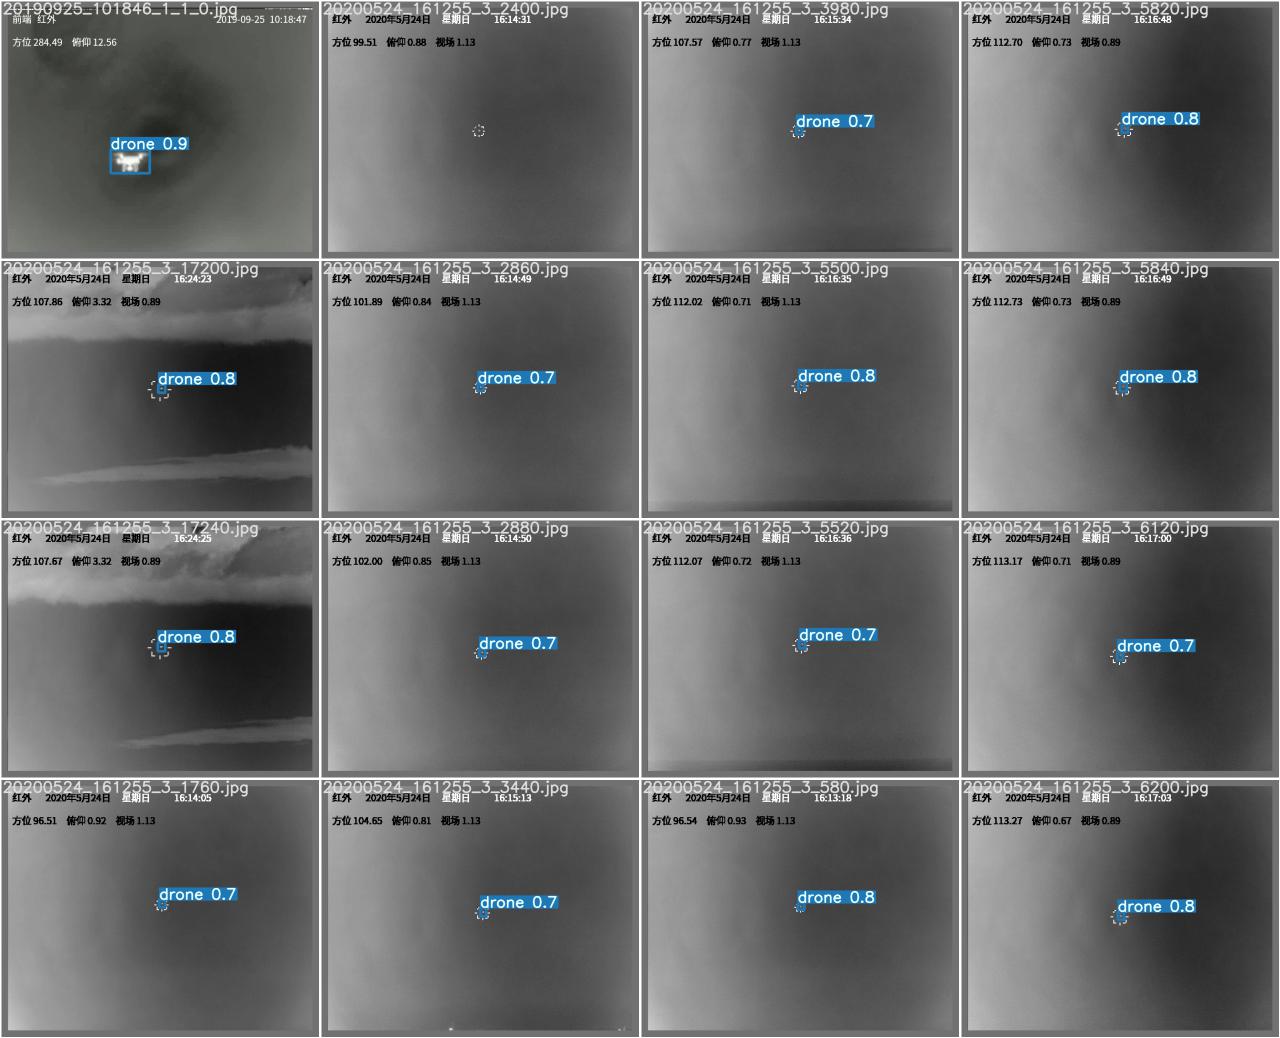 20190925_101846_1_1_0.jpg
前端 红外 2019-09-25 10:18:47
方位 284.49 俯仰 12.56
drone 0.9
20200524_161255_3_2400.jpg
红外 2020年5月24日 星期日 16:14:31
方位 99.51 俯仰 0.88 视场 1.13
20200524_161255_3_3980.jpg
红外 2020年5月24日 星期日 16:15:34
方位 107.57 俯仰 0.77 视场 1.13
drone 0.7
20200524_161255_3_5820.jpg
红外 2020年5月24日 星期日 16:16:48
方位 112.70 俯仰 0.73 视场 0.89
drone 0.8
20200524_161255_3_17200.jpg
红外 2020年5月24日 星期日 16:24:23
方位 107.86 俯仰 3.32 视场 0.89
drone 0.8
20200524_161255_3_2860.jpg
红外 2020年5月24日 星期日 16:14:49
方位 101.89 俯仰 0.84 视场 1.13
drone 0.7
20200524_161255_3_5500.jpg
红外 2020年5月24日 星期日 16:16:35
方位 112.02 俯仰 0.71 视场 1.13
drone 0.8
20200524_161255_3_5840.jpg
红外 2020年5月24日 星期日 16:16:49
方位 112.73 俯仰 0.73 视场 0.89
drone 0.8
20200524_161255_3_17240.jpg
红外 2020年5月24日 星期日 16:24:25
方位 107.67 俯仰 3.32 视场 0.89
drone 0.8
20200524_161255_3_2880.jpg
红外 2020年5月24日 星期日 16:14:50
方位 102.00 俯仰 0.85 视场 1.13
drone 0.7
20200524_161255_3_5520.jpg
红外 2020年5月24日 星期日 16:16:36
方位 112.07 俯仰 0.72 视场 1.13
drone 0.7
20200524_161255_3_6120.jpg
红外 2020年5月24日 星期日 16:17:00
方位 113.17 俯仰 0.71 视场 0.89
drone 0.7
20200524_161255_3_1760.jpg
红外 2020年5月24日 星期日 16:14:05
方位 96.51 俯仰 0.92 视场 1.13
drone 0.7
20200524_161255_3_3440.jpg
红外 2020年5月24日 星期日 16:15:13
方位 104.65 俯仰 0.81 视场 1.13
drone 0.7
20200524_161255_3_580.jpg
红外 2020年5月24日 星期日 16:13:18
方位 96.54 俯仰 0.93 视场 1.13
drone 0.8
20200524_161255_3_6200.jpg
红外 2020年5月24日 星期日 16:17:03
方位 113.27 俯仰 0.67 视场 0.89
drone 0.8